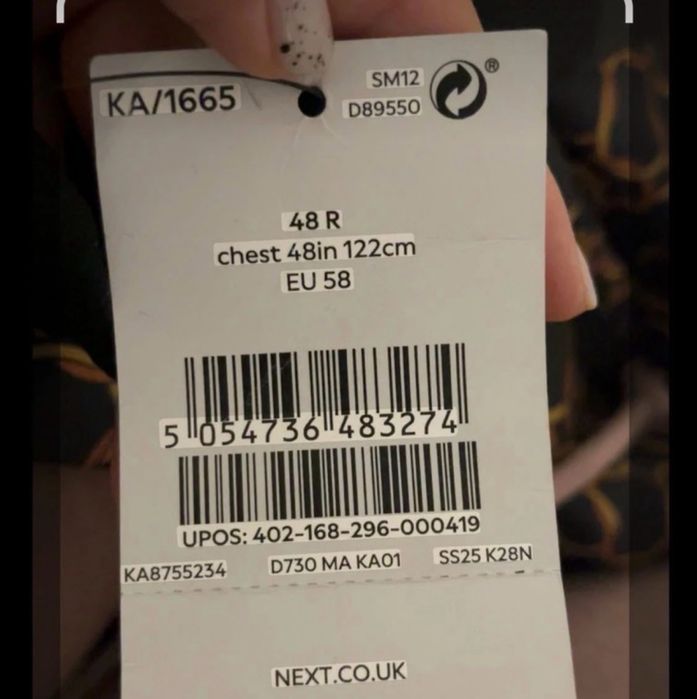 KA/1665
SM12
D89550
®
48 R
chest 48in 122cm
EU 58
5 054736 483274
UPOS: 402-168-296-000419
KA8755234 D730 MA KA01 SS25 K28N
NEXT.CO.UK